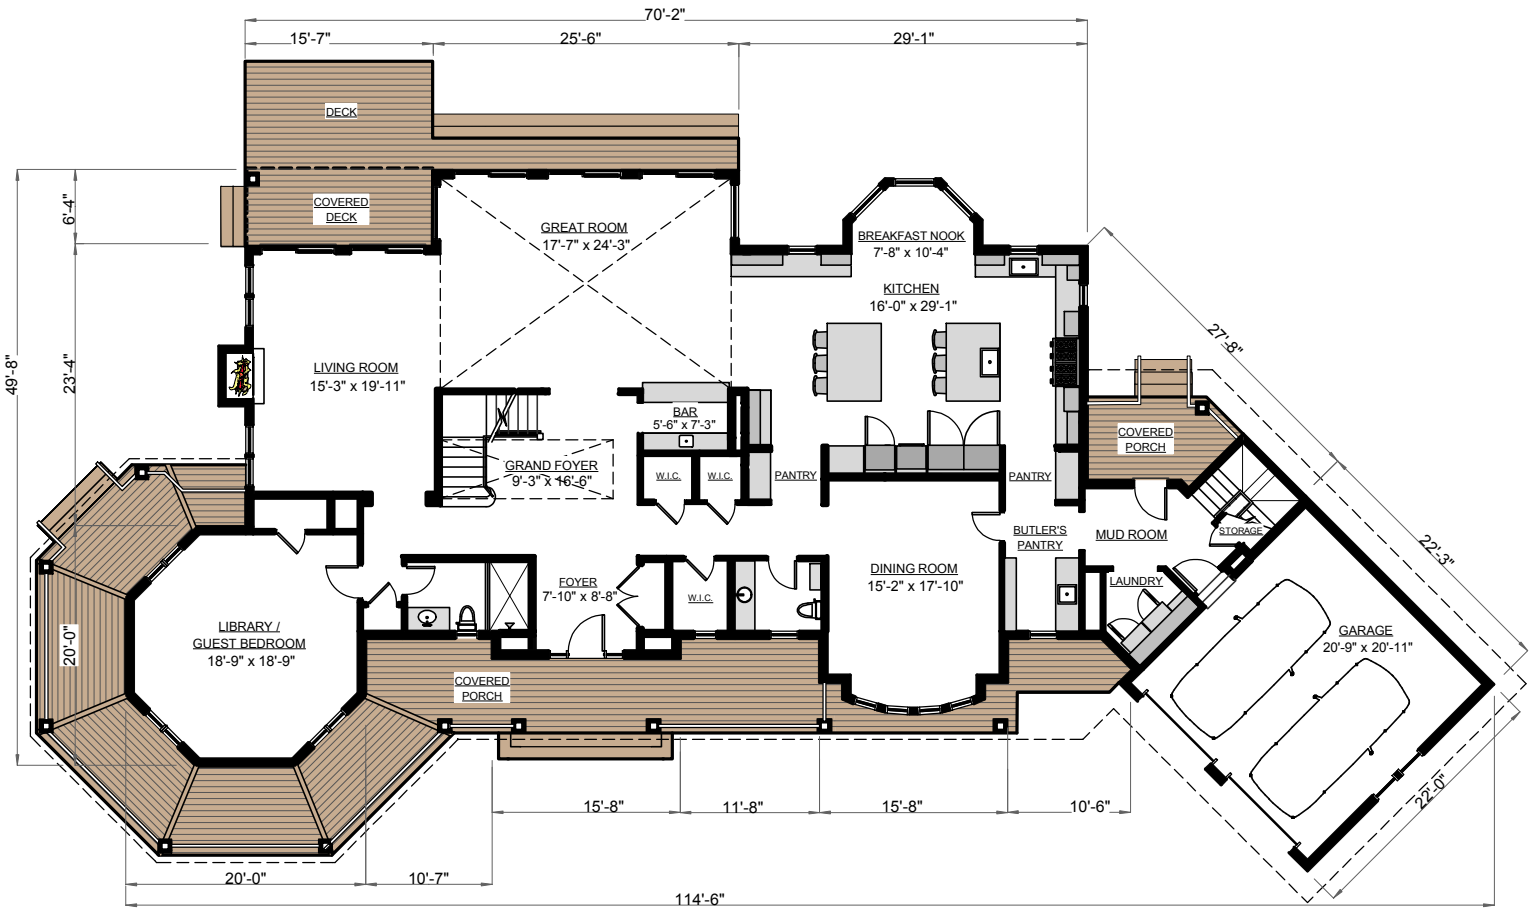 70'-2"
15'-7"
25'-6"
29'-1"
DECK
COVERED
DECK
6'-4"
49'-8"
23'-4"
20'-0"
GREAT ROOM
17'-7" x 24'-3"
BREAKFAST NOOK
7'-8" x 10'-4"
KITCHEN
16'-0" x 29'-1"
27'-8"
LIVING ROOM
15'-3" x 19'-11"
BAR
5'-6" x 7'-3"
COVERED
PORCH
GRAND FOYER
9'-3" x 16'-6"
W.I.C.
W.I.C.
PANTRY
PANTRY
BUTLER'S
PANTRY
MUD ROOM
STORAGE
22'-3"
DINING ROOM
15'-2" x 17'-10"
LAUNDRY
FOYER
7'-10" x 8'-8"
W.I.C.
LIBRARY /
GUEST BEDROOM
18'-9" x 18'-9"
GARAGE
20'-9" x 20'-11"
COVERED
PORCH
22'-0"
15'-8"
11'-8"
15'-8"
10'-6"
20'-0"
10'-7"
114'-6"